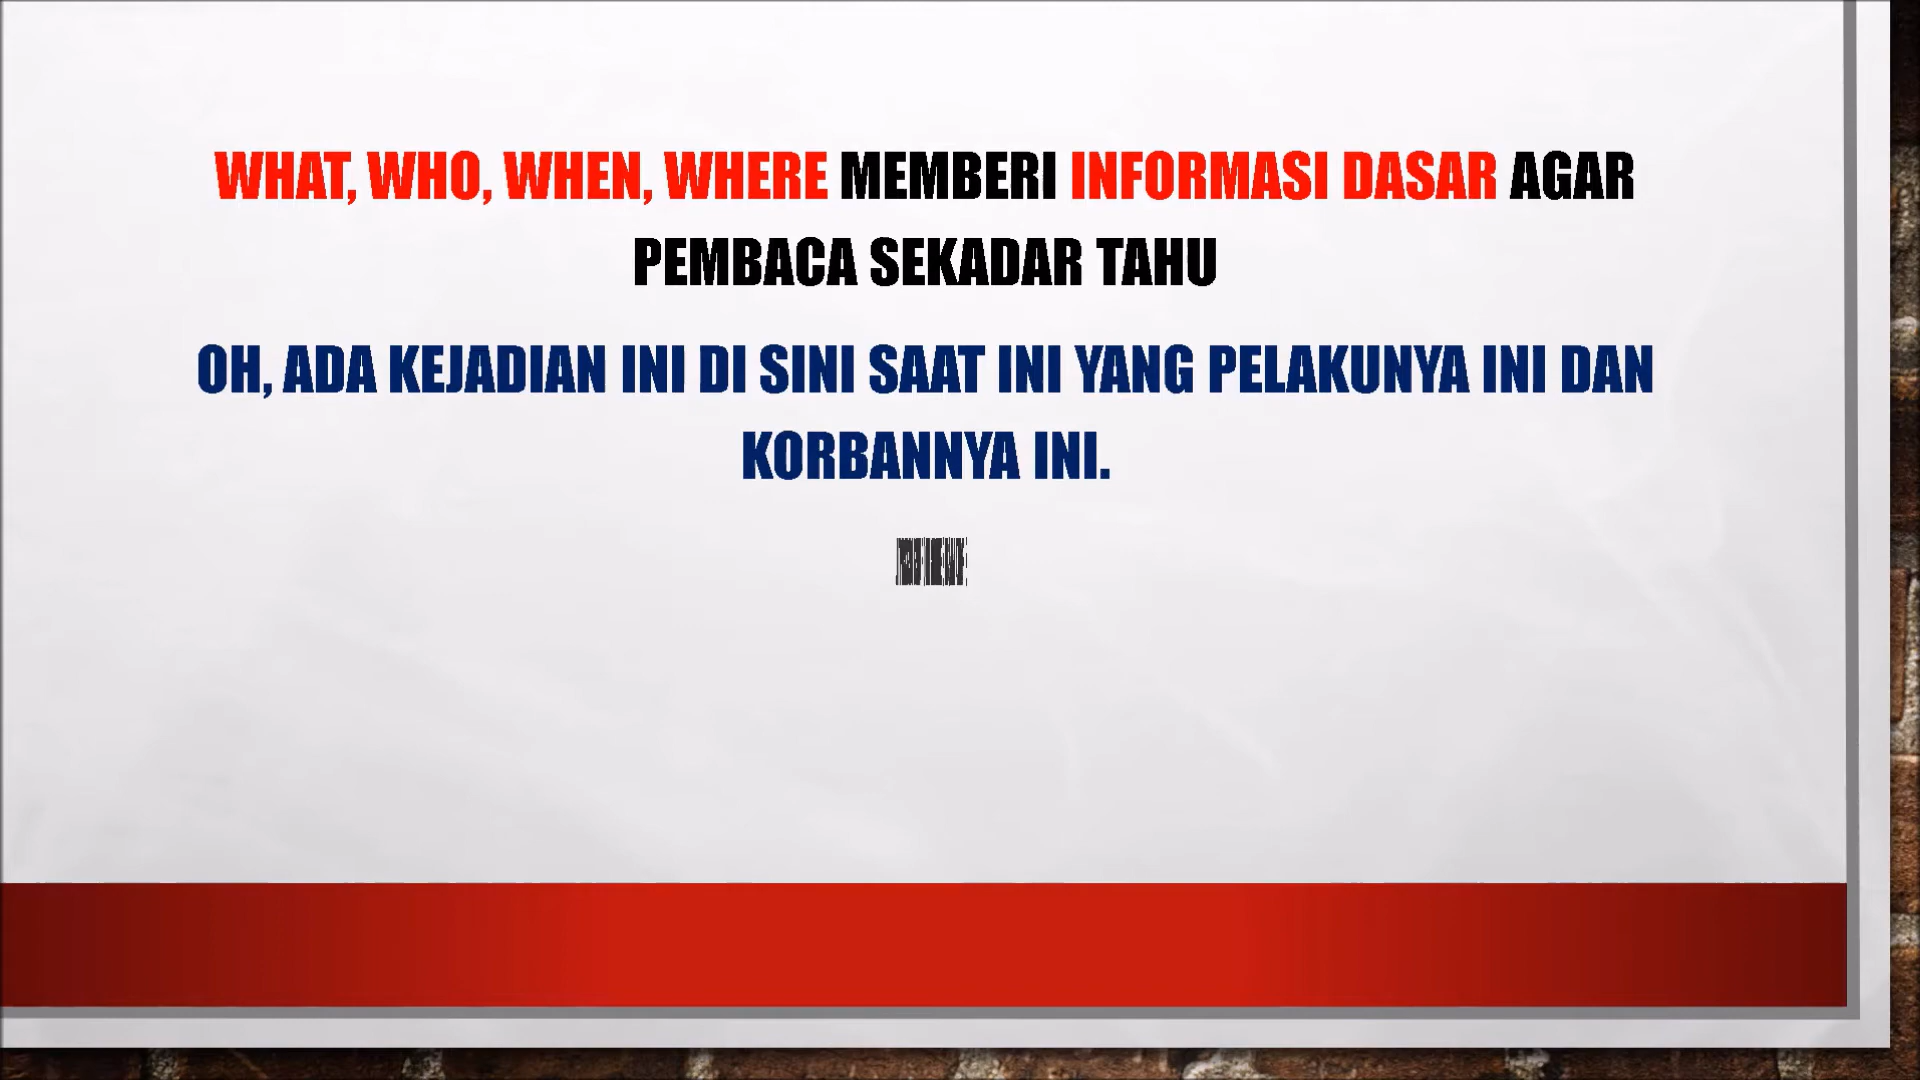 WHAT, WHO, WHEN, WHERE MEMBERI INFORMASI DASAR AGAR
PEMBACA SEKADAR TAHU
OH, ADA KEJADIAN INI DI SINI SAAT INI YANG PELAKUNYA INI DAN
KORBANNYA INI.